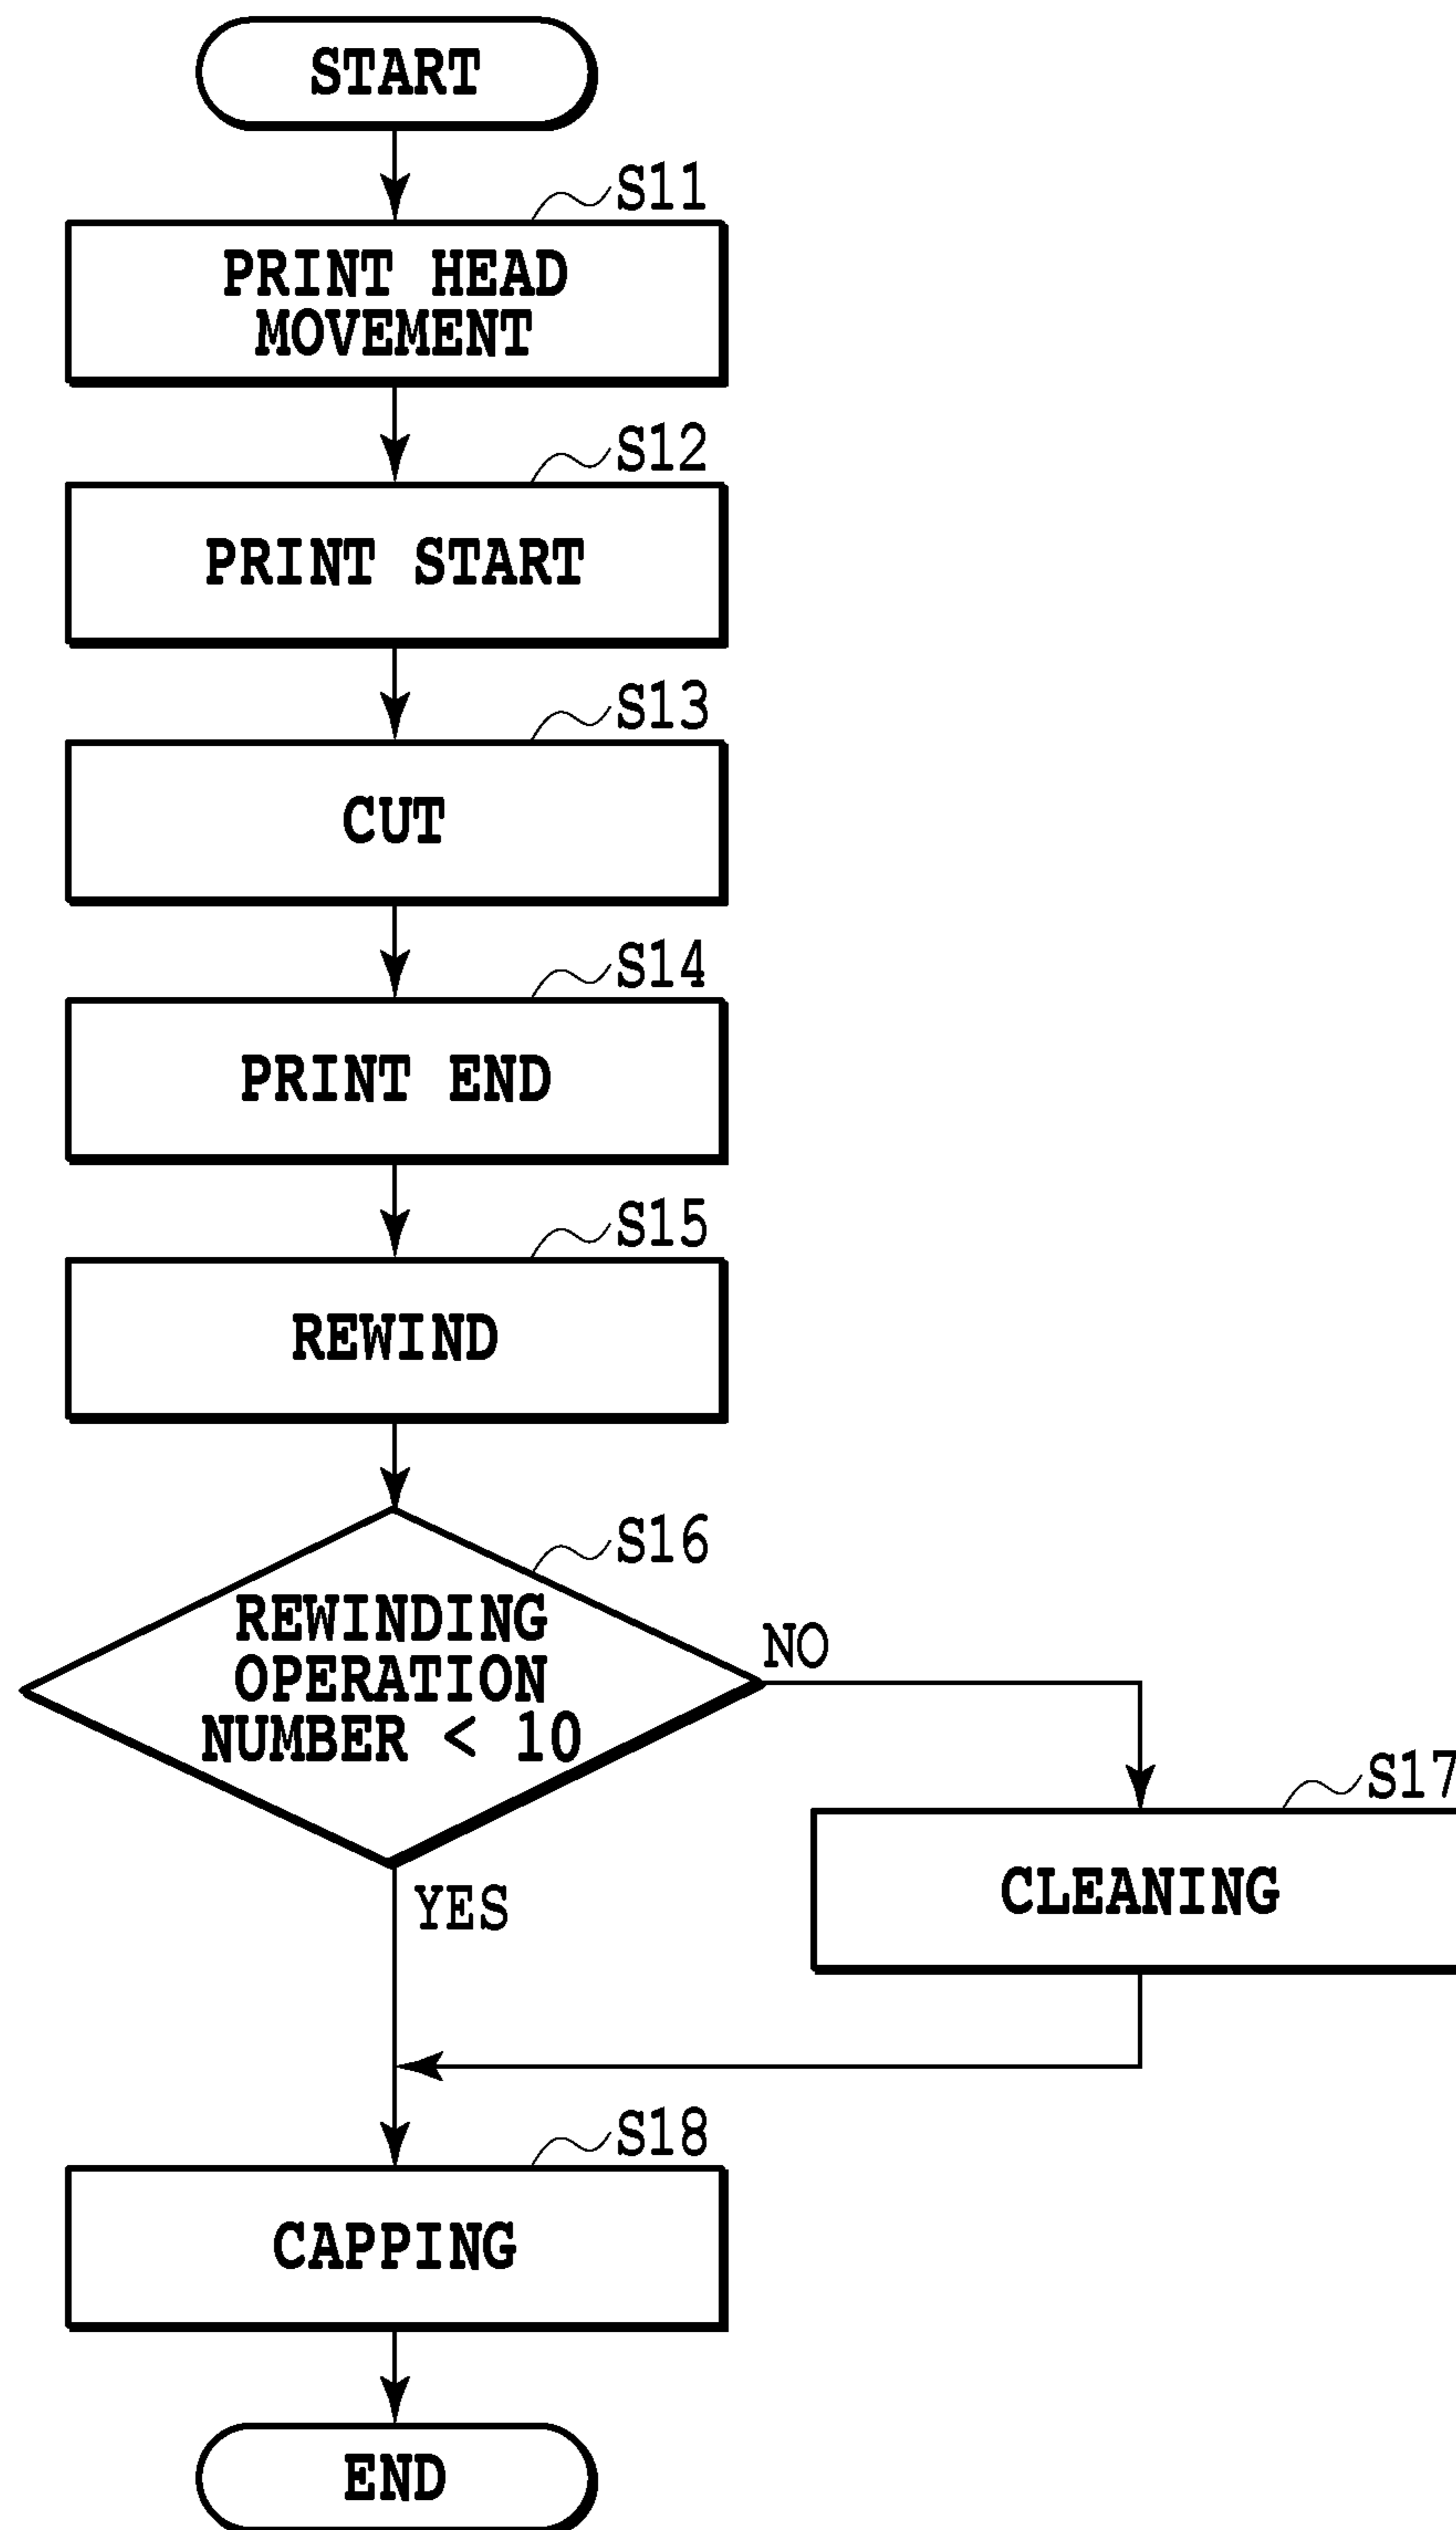 START
S11
PRINT HEAD
MOVEMENT
S12
PRINT START
S13
CUT
S14
PRINT END
S15
REWIND
S16
REWINDING
OPERATION
NUMBER < 10
NO
S17
CLEANING
YES
S18
CAPPING
END